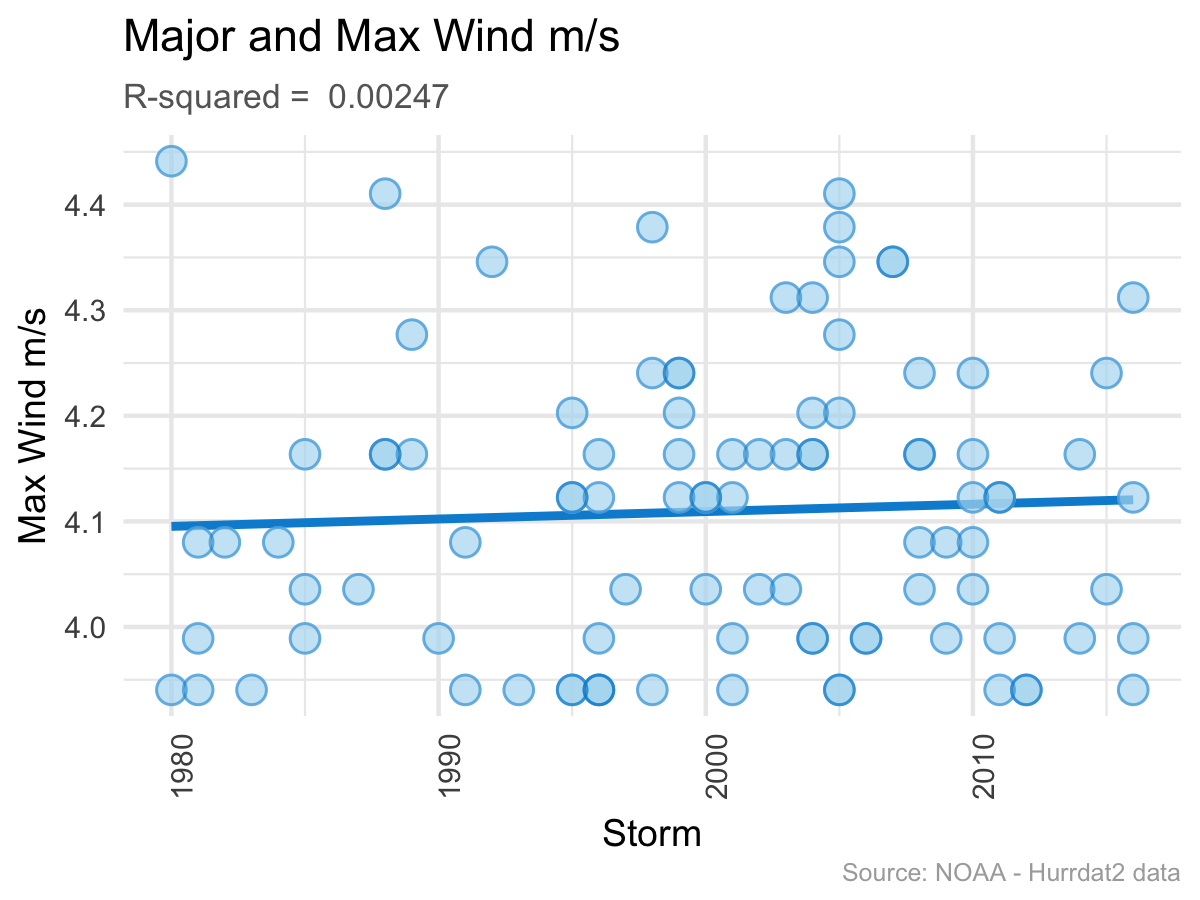 Major and Max Wind m/s
R-squared =  0.00247
Max Wind m/s
4.4
4.3
4.2
4.1
4.0
1980
1990
2000
2010
Storm
Source: NOAA - Hurrdat2 data